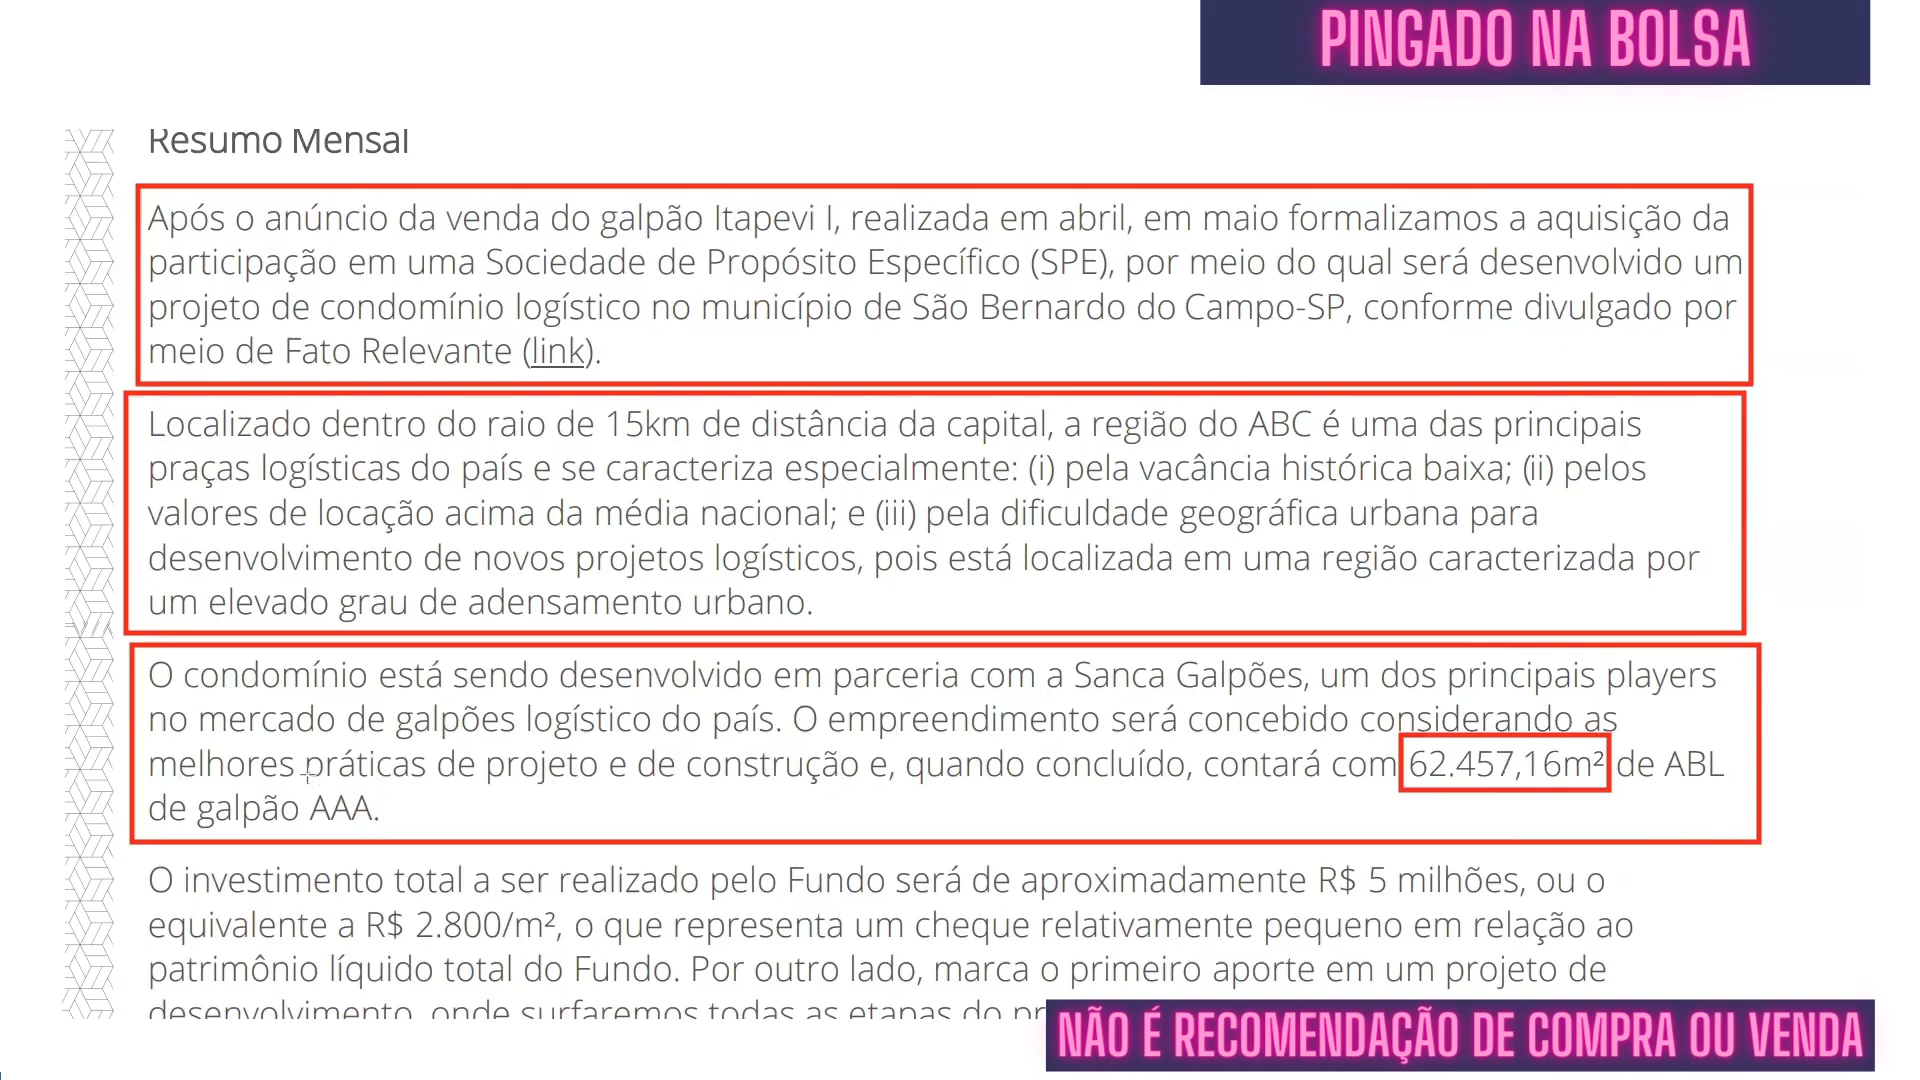 PINGADO NA BOLSA
Resumo Mensal
Após o anúncio da venda do galpão Itapevi I, realizada em abril, em maio formalizamos a aquisição da
participação em uma Sociedade de Propósito Específico (SPE), por meio do qual será desenvolvido um
projeto de condomínio logístico no município de São Bernardo do Campo-SP, conforme divulgado por
meio de Fato Relevante (link).
Localizado dentro do raio de 15km de distância da capital, a região do ABC é uma das principais
praças logísticas do país e se caracteriza especialmente: (i) pela vacância histórica baixa; (ii) pelos
valores de locação acima da média nacional; e (iii) pela dificuldade geográfica urbana para
desenvolvimento de novos projetos logísticos, pois está localizada em uma região caracterizada por
um elevado grau de adensamento urbano.
O condomínio está sendo desenvolvido em parceria com a Sanca Galpões, um dos principais players
no mercado de galpões logístico do país. O empreendimento será concebido considerando as
melhores práticas de projeto e de construção e, quando concluído, contará com 62.457,16m² de ABL
de galpão AAA.
O investimento total a ser realizado pelo Fundo será de aproximadamente R$ 5 milhões, ou o
equivalente a R$ 2.800/m², o que representa um cheque relativamente pequeno em relação ao
patrimônio líquido total do Fundo. Por outro lado, marca o primeiro aporte em um projeto de
desenvolvimento, onde surfaremos todas as etapas do
NÃO É RECOMENDAÇÃO DE COMPRA OU VENDA